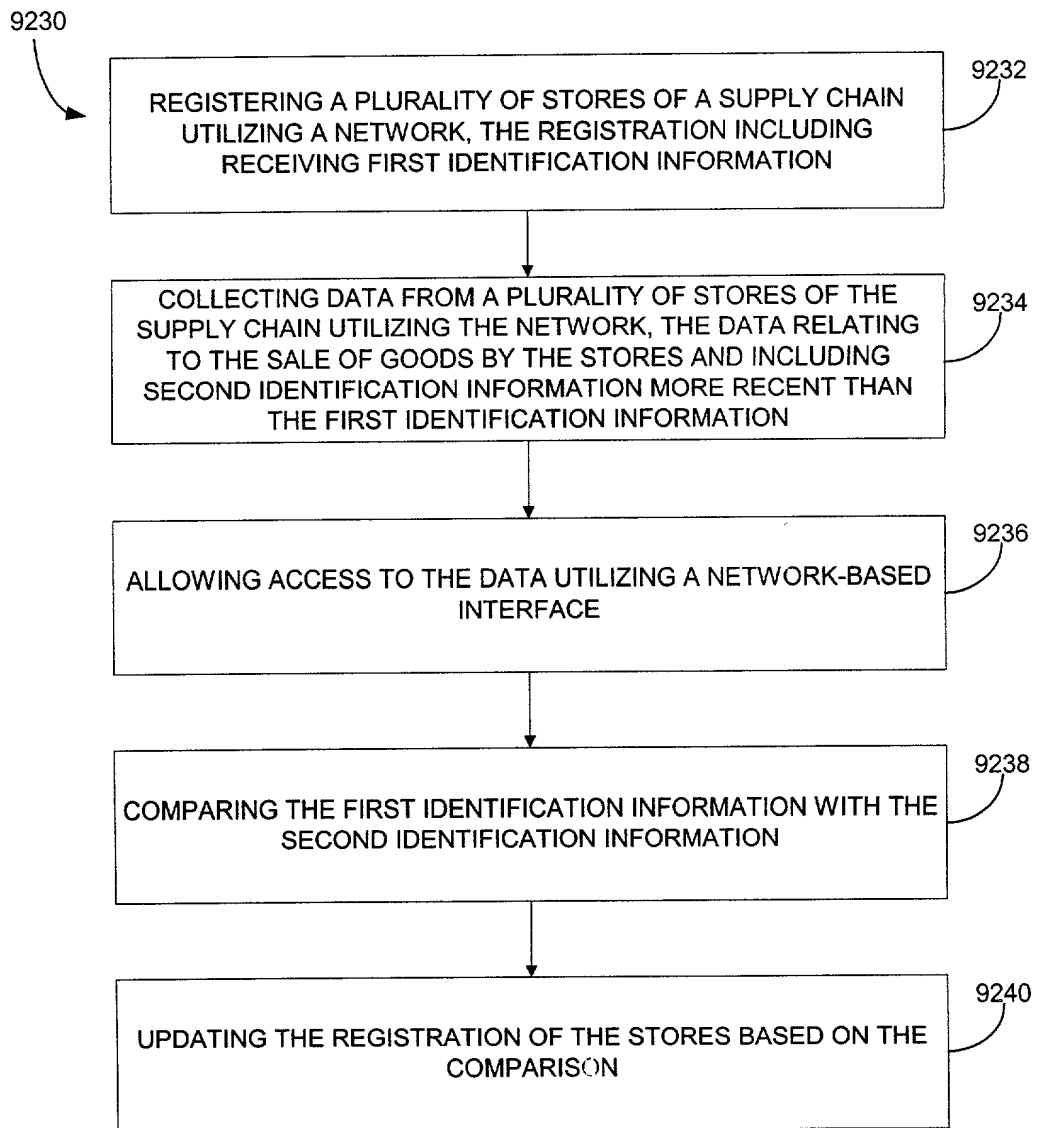 9230
9232
REGISTERING A PLURALITY OF STORES OF A SUPPLY CHAIN
UTILIZING A NETWORK, THE REGISTRATION INCLUDING
RECEIVING FIRST IDENTIFICATION INFORMATION
9234
COLLECTING DATA FROM A PLURALITY OF STORES OF THE
SUPPLY CHAIN UTILIZING THE NETWORK, THE DATA RELATING
TO THE SALE OF GOODS BY THE STORES AND INCLUDING
SECOND IDENTIFICATION INFORMATION MORE RECENT THAN
THE FIRST IDENTIFICATION INFORMATION
9236
ALLOWING ACCESS TO THE DATA UTILIZING A NETWORK-BASED
INTERFACE
9238
COMPARING THE FIRST IDENTIFICATION INFORMATION WITH THE
SECOND IDENTIFICATION INFORMATION
9240
UPDATING THE REGISTRATION OF THE STORES BASED ON THE
COMPARISON